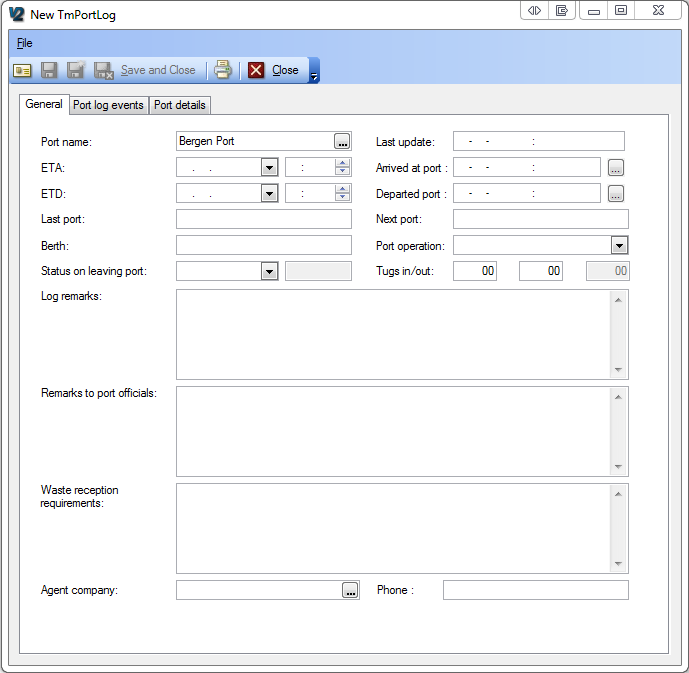 V2 New TmPortLog
File
Save and Close Close
General Port log events Port details
Port name: Bergen Port ... Last update: - - :
ETA: . . : Arrived at port : - - : ...
ETD: . . : Departed port : - - : ...
Last port: Next port:
Berth: Port operation:
Status on leaving port: Tugs in/out: 00 00 00
Log remarks:
Remarks to port officials:
Waste reception
requirements:
Agent company: ... Phone :